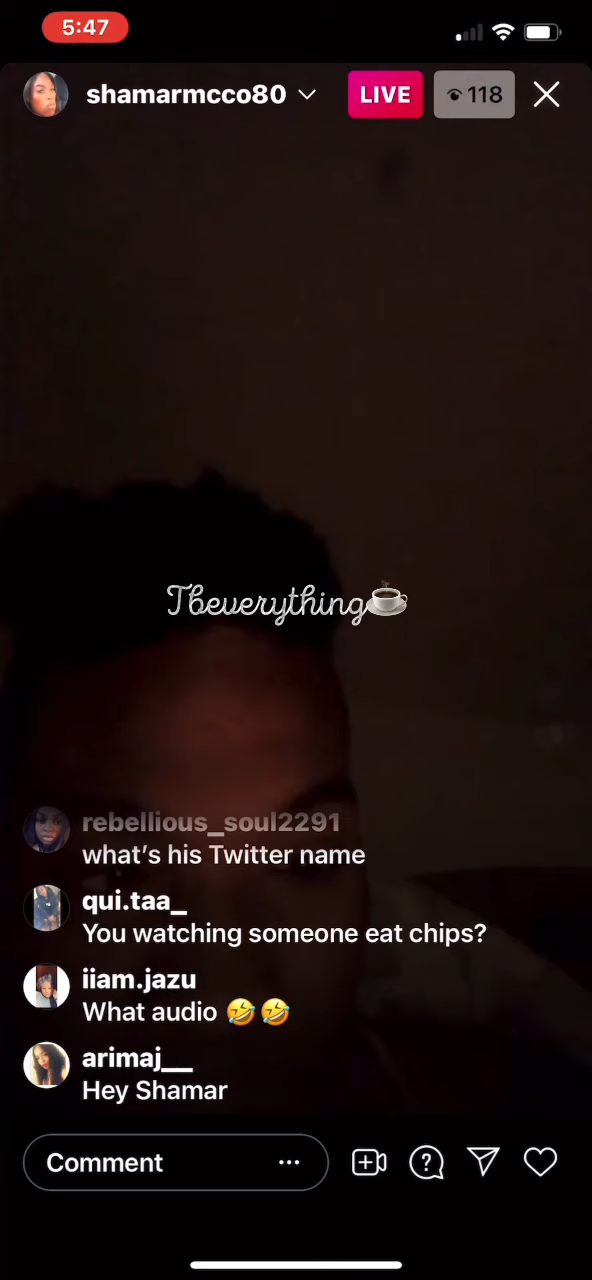 5:47
shamarmcco80
LIVE
118
Tbeverything☕
rebellious_soul2291
what's his Twitter name
qui.taa_
You watching someone eat chips?
iiam.jazu
What audio 🤣🤣
arimaj__
Hey Shamar
Comment